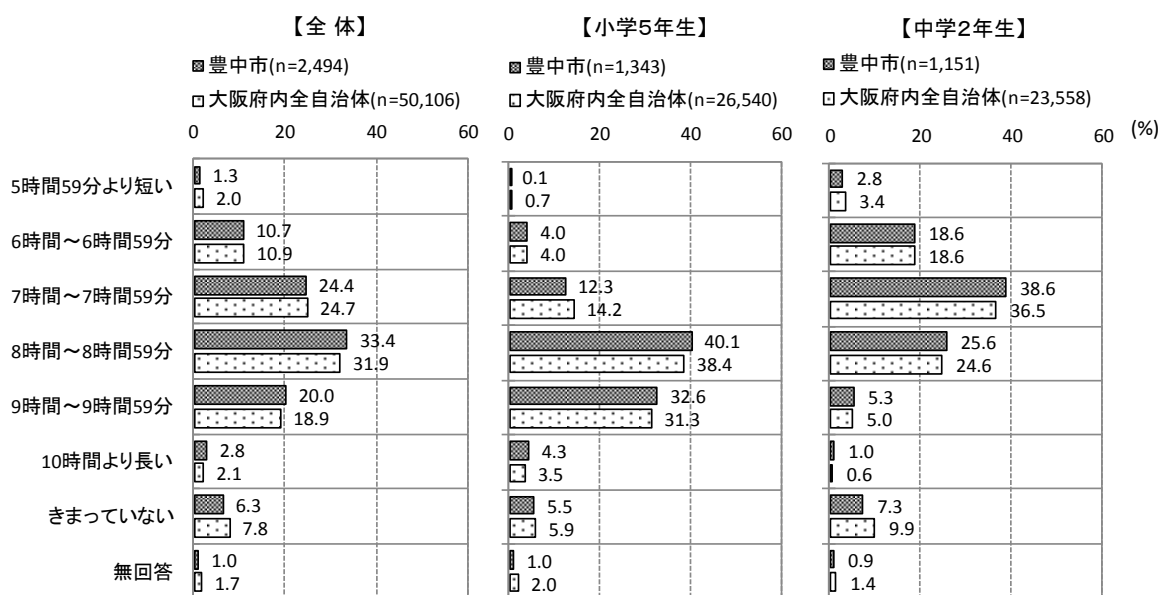 【全 体】 【小学5年生】 【中学2年生】
豊中市(n=2,494) 豊中市(n=1,343) 豊中市(n=1,151)
大阪府内全自治体(n=50,106) 大阪府内全自治体(n=26,540) 大阪府内全自治体(n=23,558)
0 20 40 60 0 20 40 60 0 20 40 60 (%)
5時間59分より短い 1.3 0.1 2.8
2.0 0.7 3.4
6時間～6時間59分 10.7 4.0 18.6
10.9 4.0 18.6
7時間～7時間59分 24.4 12.3 38.6
24.7 14.2 36.5
8時間～8時間59分 33.4 40.1 25.6
31.9 38.4 24.6
9時間～9時間59分 20.0 32.6 5.3
18.9 31.3 5.0
10時間より長い 2.8 4.3 1.0
2.1 3.5 0.6
きまっていない 6.3 5.5 7.3
7.8 5.9 9.9
無回答 1.0 1.0 0.9
1.7 2.0 1.4